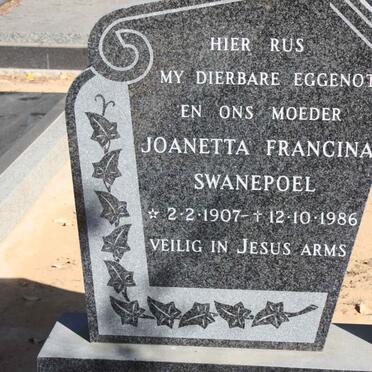 HIER RUS
MY DIERBARE EGGENOT
EN ONS MOEDER
JOANETTA FRANCINA
SWANEPOEL
☆ 2·2·1907 – † 12·10·1986
VEILIG IN JESUS ARMS